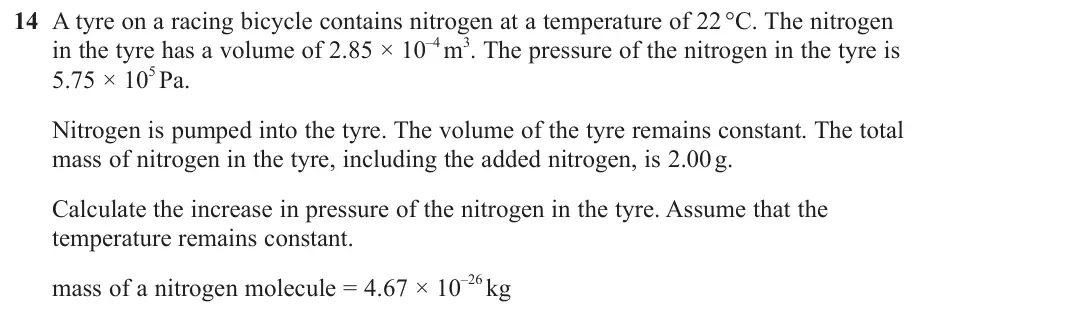 14 A tyre on a racing bicycle contains nitrogen at a temperature of 22 °C. The nitrogen
in the tyre has a volume of 2.85 × 10⁻⁴ m³. The pressure of the nitrogen in the tyre is
5.75 × 10⁵ Pa.
Nitrogen is pumped into the tyre. The volume of the tyre remains constant. The total
mass of nitrogen in the tyre, including the added nitrogen, is 2.00 g.
Calculate the increase in pressure of the nitrogen in the tyre. Assume that the
temperature remains constant.
mass of a nitrogen molecule = 4.67 × 10⁻²⁶ kg